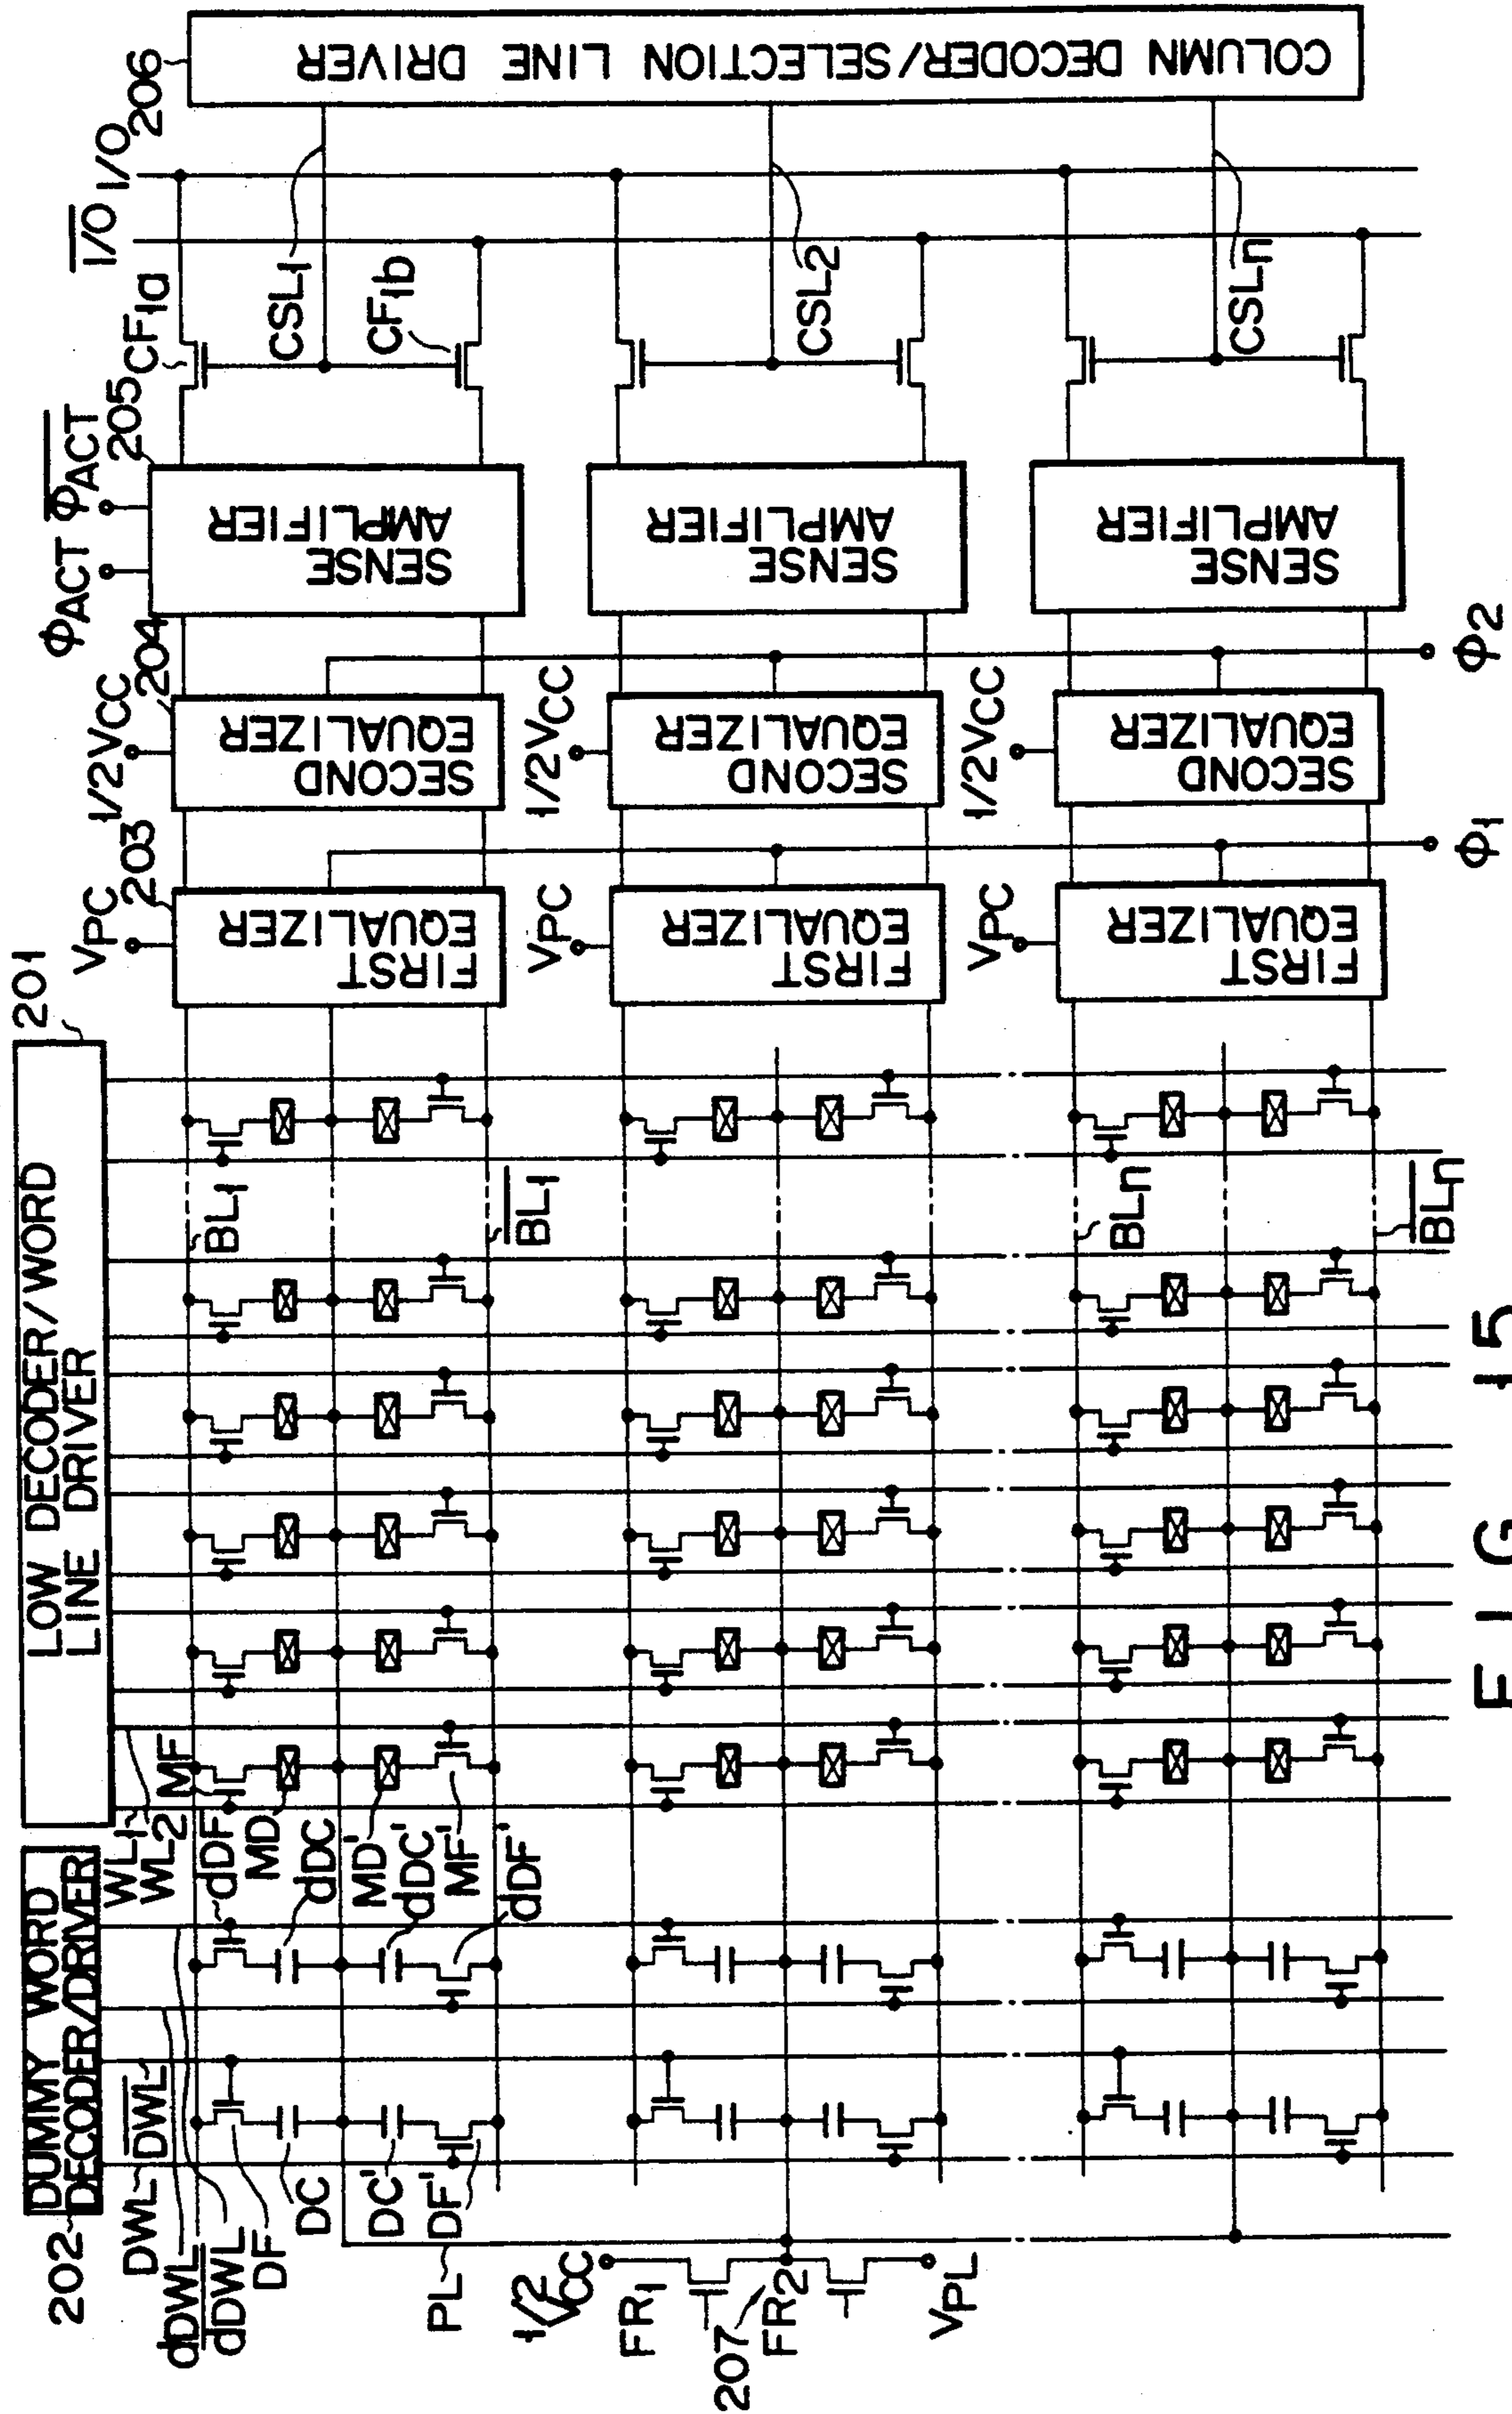 206
I/O
I/O
COLUMN DECODER/SELECTION LINE DRIVER
CF1a
CSL1
CF1b
CSL2
CSLn
205
ΦACT
ΦACT
SENSE
AMPLIFIER
SENSE
AMPLIFIER
SENSE
AMPLIFIER
204
1/2VCC
1/2VCC
1/2VCC
SECOND
EQUALIZER
SECOND
EQUALIZER
SECOND
EQUALIZER
Φ2
203
VPC
VPC
VPC
FIRST
EQUALIZER
FIRST
EQUALIZER
FIRST
EQUALIZER
Φ1
201
LOW DECODER/WORD
LINE DRIVER
BL1
BL1
BLn
BLn
WL1
WL2
MF
dDF
MD
dDC
MD'
dDC'
MF'
dDF'
DUMMY WORD
DECODER/DRIVER
202
DWL
DWL
dDWL
dDWL
DF
DC
DC'
DF'
PL
1/2
VCC
FR1
207
FR2
VPL
FIG. 15